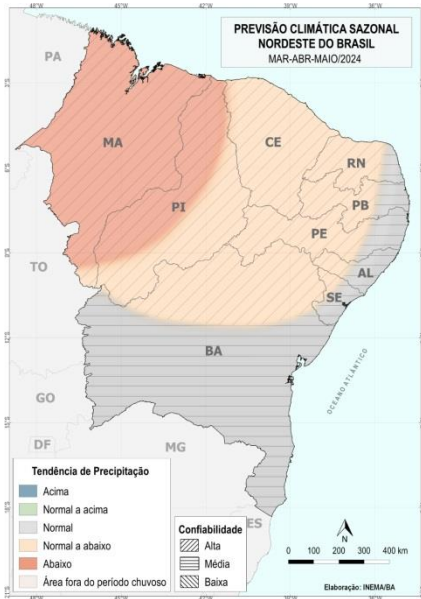 PREVISÃO CLIMÁTICA SAZONAL
NORDESTE DO BRASIL
MAR-ABR-MAIO/2024
PA
MA
CE
RN
PB
PI
PE
AL
SE
TO
BA
GO
DF
MG
ES
OCEANO ATLÂNTICO
Tendência de Precipitação
Acima
Normal a acima
Normal
Normal a abaixo
Abaixo
Área fora do período chuvoso
Confiabilidade
Alta
Média
Baixa
N
0 100 200 300 400 km
Elaboração: INEMA/BA